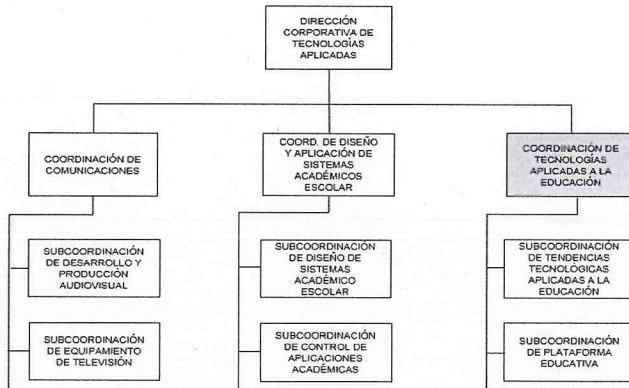 DIRECCIÓN
CORPORATIVA DE
TECNOLOGÍAS
APLICADAS
COORDINACIÓN DE
COMUNICACIONES
COORD. DE DISEÑO
Y APLICACIÓN DE
SISTEMAS
ACADÉMICOS
ESCOLAR
COORDINACIÓN DE
TECNOLOGÍAS
APLICADAS A LA
EDUCACIÓN
SUBCOORDINACIÓN
DE DESARROLLO Y
PRODUCCIÓN
AUDIOVISUAL
SUBCOORDINACIÓN
DE DISEÑO DE
SISTEMAS
ACADÉMICO
ESCOLAR
SUBCOORDINACIÓN
DE TENDENCIAS
TECNOLÓGICAS
APLICADAS A LA
EDUCACIÓN
SUBCOORDINACIÓN
DE EQUIPAMIENTO
DE TELEVISIÓN
SUBCOORDINACIÓN
DE CONTROL DE
APLICACIONES
ACADÉMICAS
SUBCOORDINACIÓN
DE PLATAFORMA
EDUCATIVA